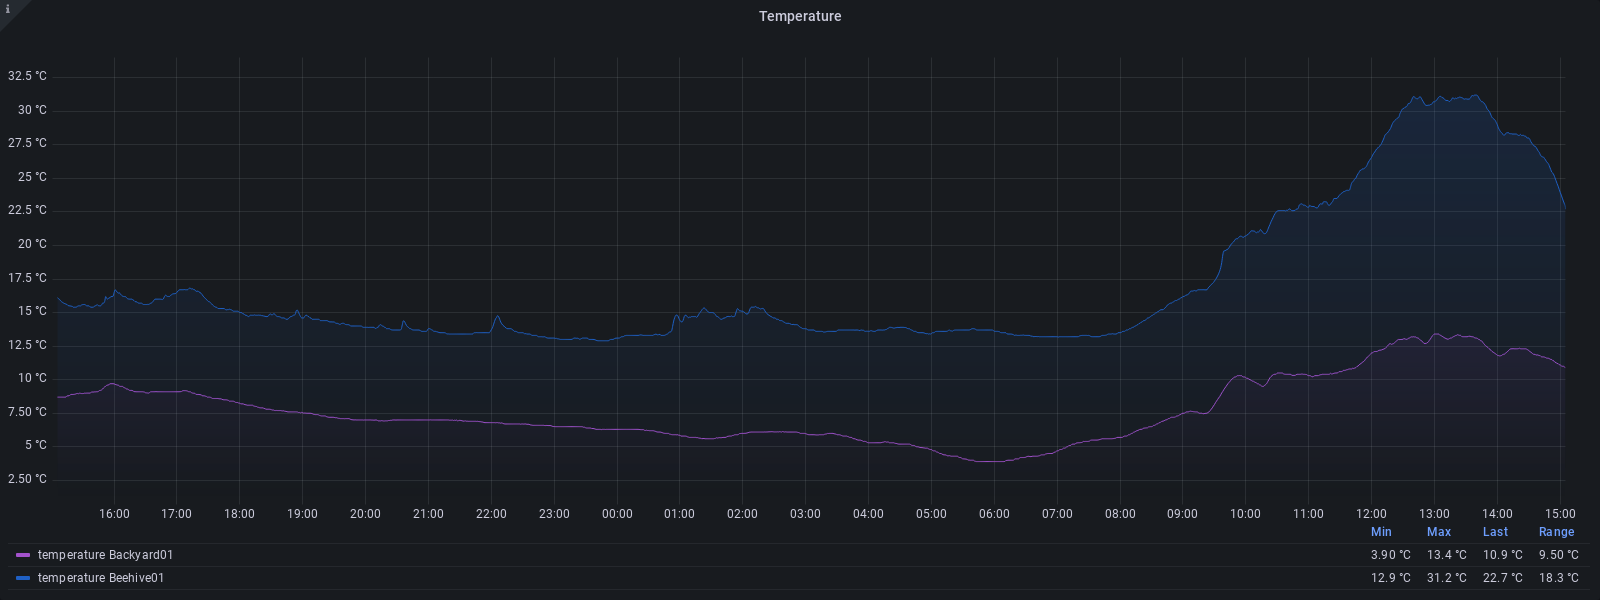 i
Temperature
32.5 °C
30 °C
27.5 °C
25 °C
22.5 °C
20 °C
17.5 °C
15 °C
12.5 °C
10 °C
7.50 °C
5 °C
2.50 °C
16:00 17:00 18:00 19:00 20:00 21:00 22:00 23:00 00:00 01:00 02:00 03:00 04:00 05:00 06:00 07:00 08:00 09:00 10:00 11:00 12:00 13:00 14:00 15:00
Min Max Last Range
temperature Backyard01 3.90 °C 13.4 °C 10.9 °C 9.50 °C
temperature Beehive01 12.9 °C 31.2 °C 22.7 °C 18.3 °C